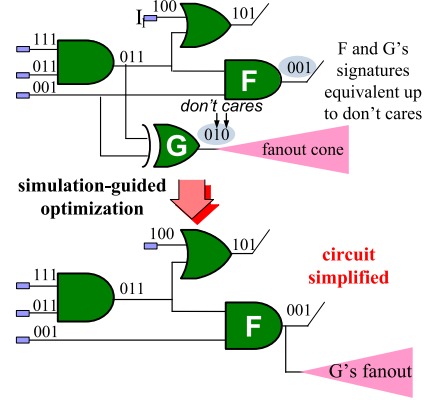 100
101
I₁
111
011
001
011
F
001
F and G's
signatures
equivalent up
to don't cares
don't cares
G
010
fanout cone
simulation-guided
optimization
100
101
circuit
simplified
111
011
001
011
F
001
G's fanout